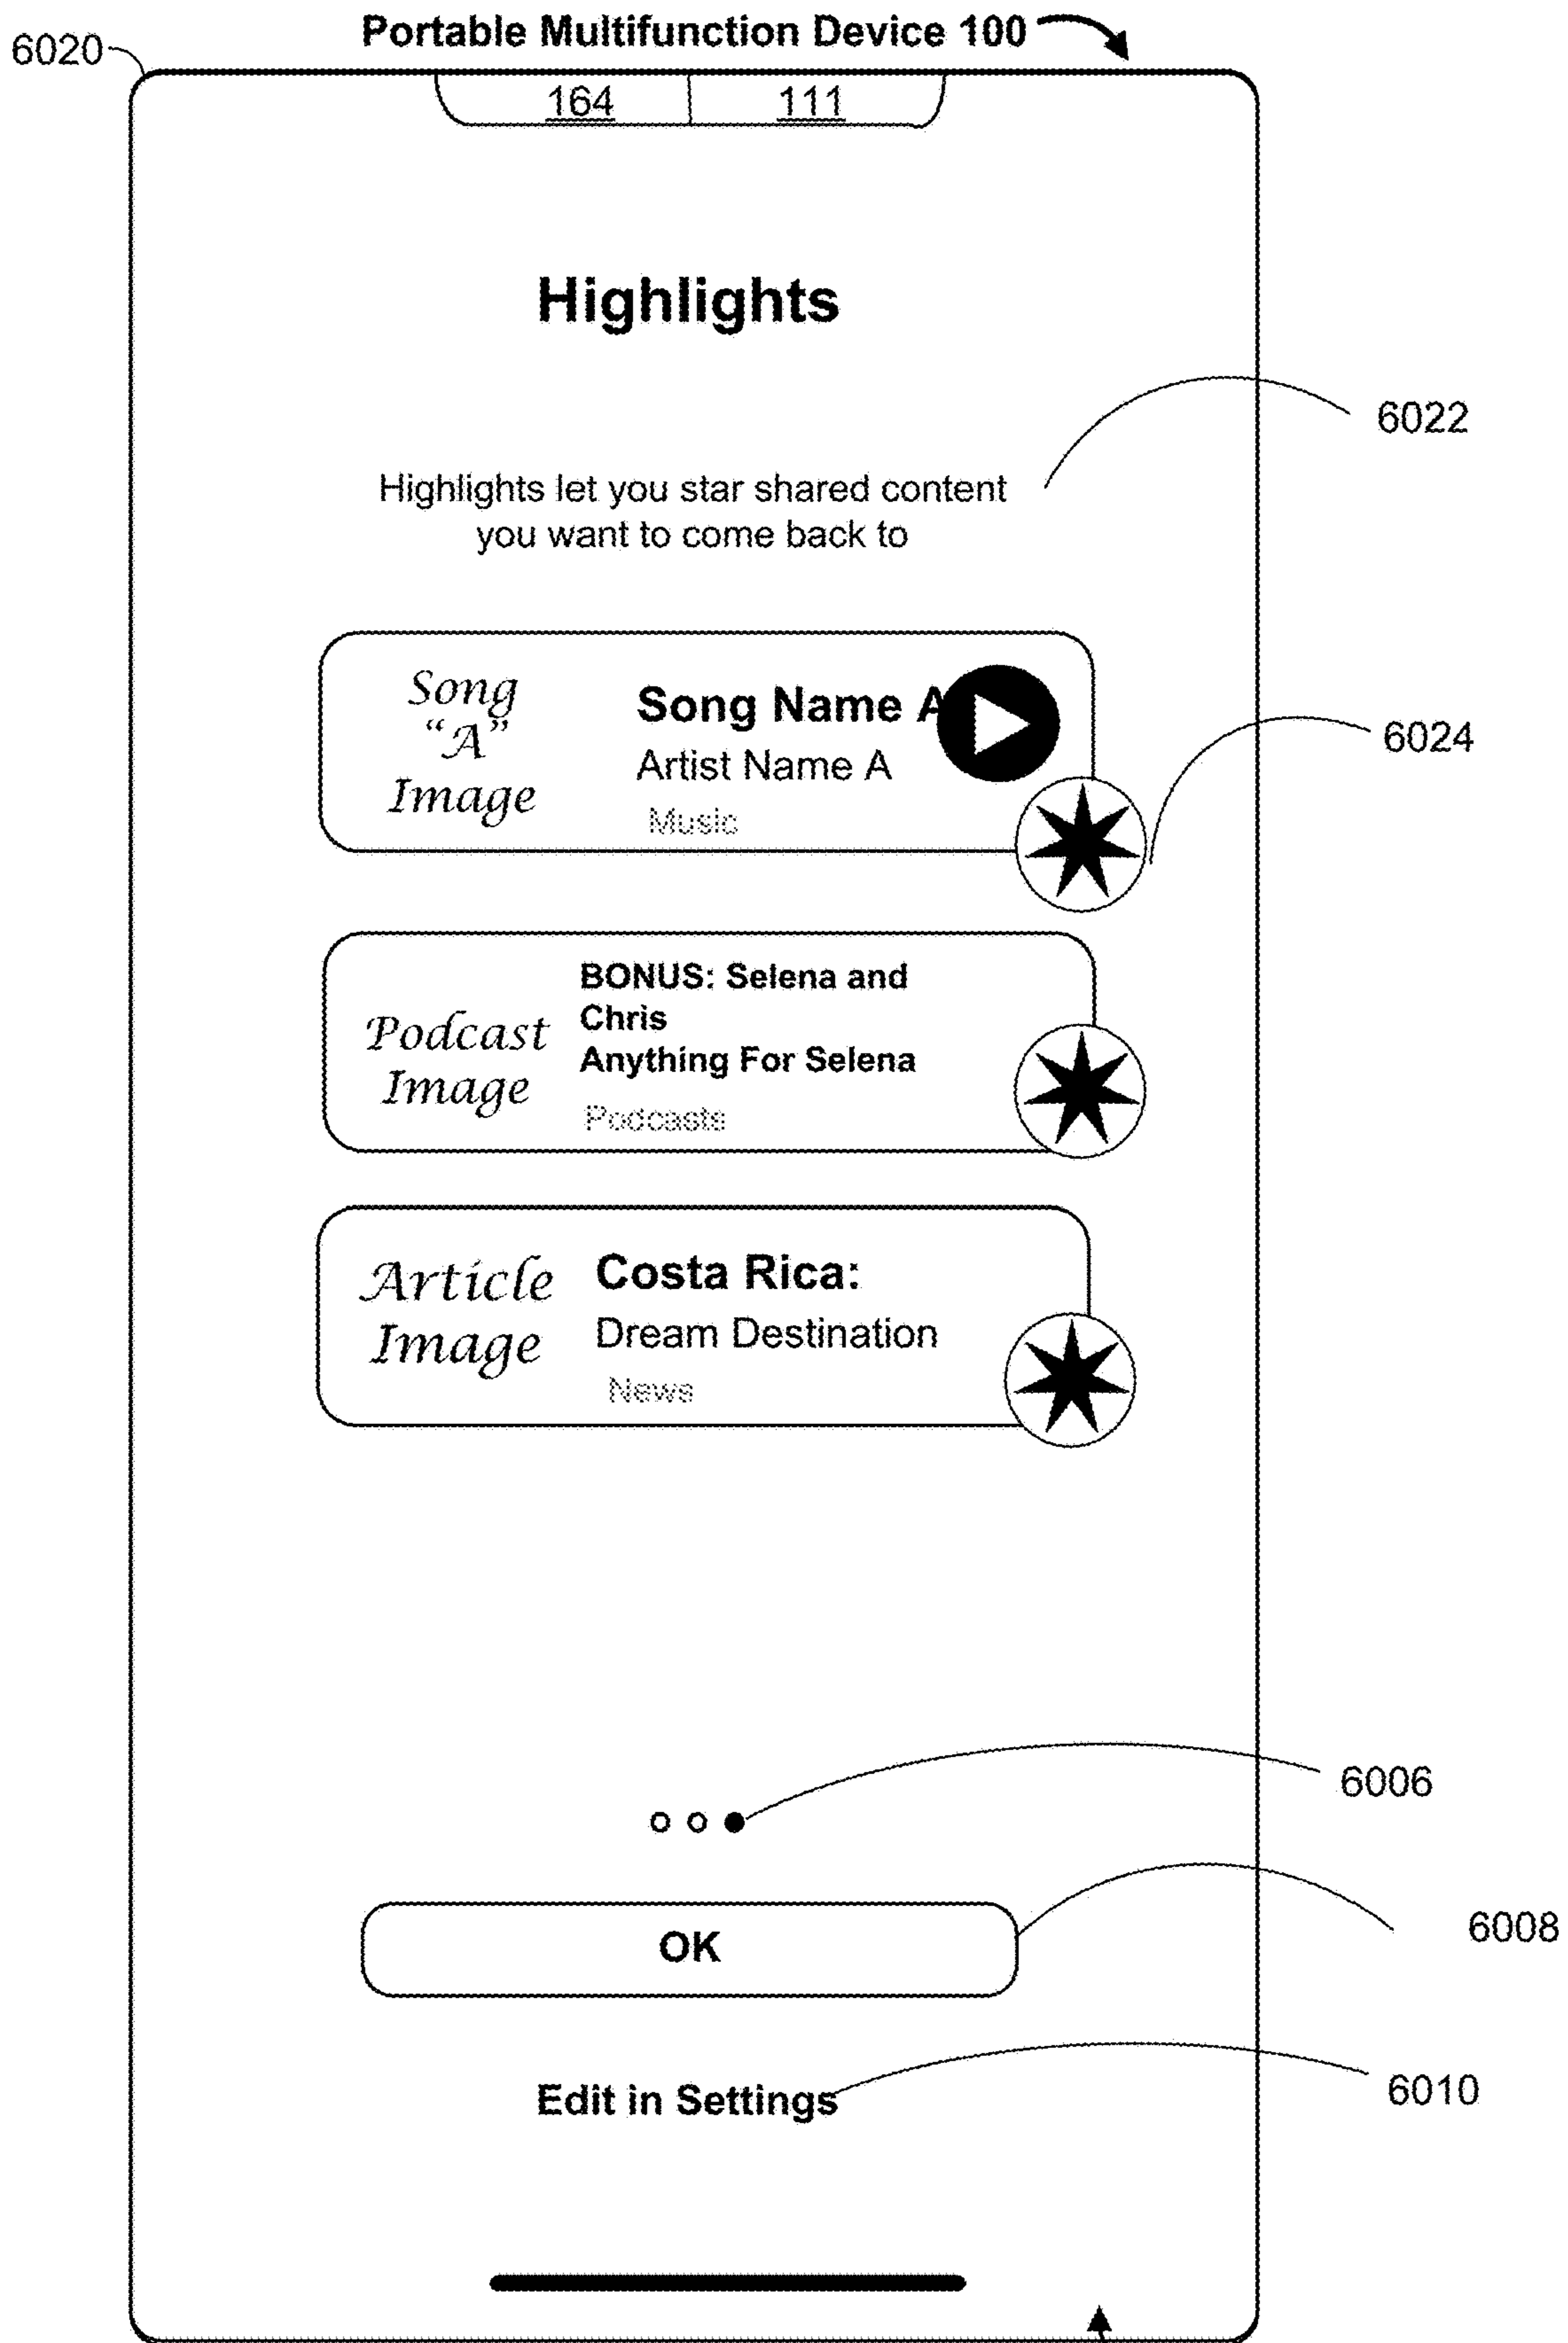 Portable Multifunction Device 100
6020
164 111
Highlights
6022
Highlights let you star shared content
you want to come back to
Song
“A”
Image
Song Name A
Artist Name A
Music
6024
Podcast
Image
BONUS: Selena and
Chris
Anything For Selena
Podcasts
Article
Image
Costa Rica:
Dream Destination
News
6006
6008
OK
6010
Edit in Settings